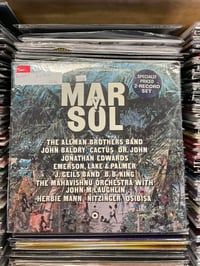 SPECIALLY
PRICED
2-RECORD
SET
MAR
Y
SOL
THE ALLMAN BROTHERS BAND
JOHN BALDRY CACTUS DR. JOHN
JONATHAN EDWARDS
EMERSON, LAKE & PALMER
J. GEILS BAND B. B. KING
THE MAHAVISHNU ORCHESTRA WITH
JOHN McLAUGHLIN
HERBIE MANN NITZINGER OSIBISA